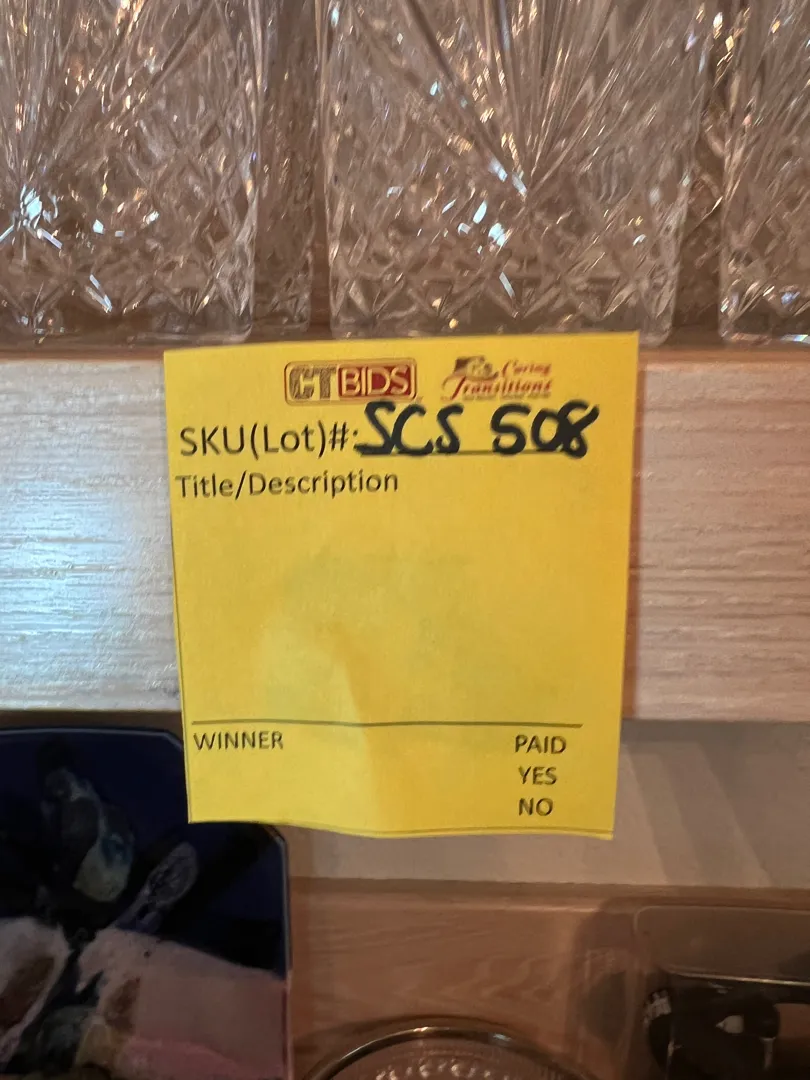 CTBIDS
Caring
Transitions
SKU(Lot)#: SCS 508
Title/Description
WINNER
PAID
YES
NO